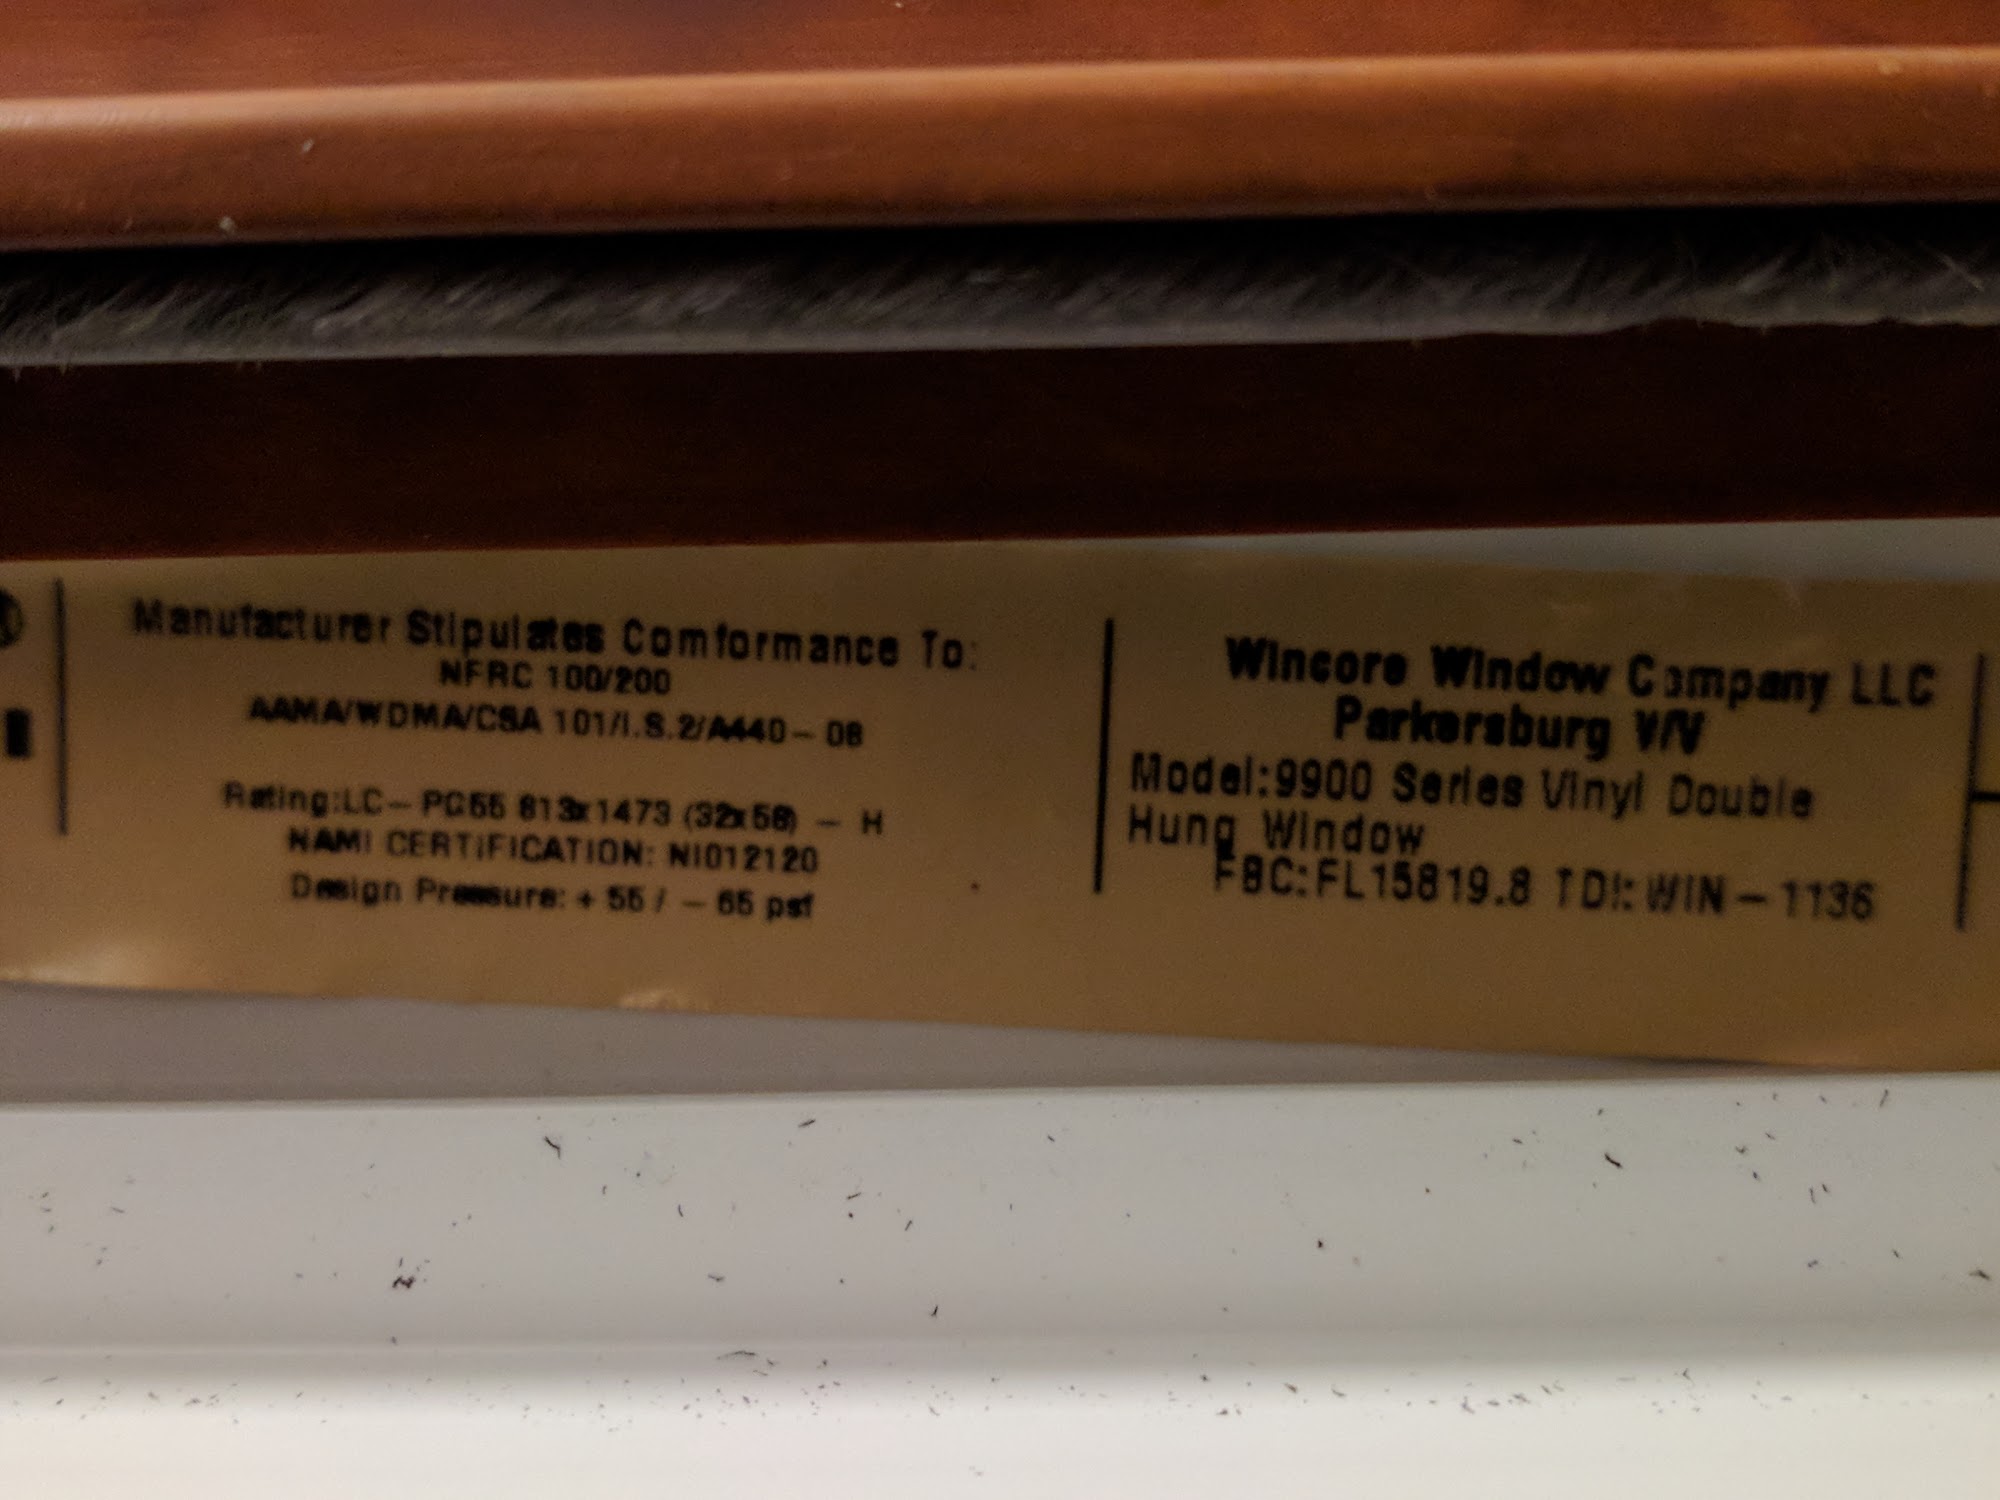 Manufacturer Stipulates Comformance To:
NFRC 100/200
AAMA/WDMA/CSA 101/I.S.2/A440-08
Rating:LC-PG55 813x1473 (32x58) - H
NAMI CERTIFICATION: NI012120
Design Pressure: +55 / -65 psf
Wincore Window Company LLC
Parkersburg WV
Model:9900 Series Vinyl Double
Hung Window
FBC:FL15819.8 TDI: WIN-1136